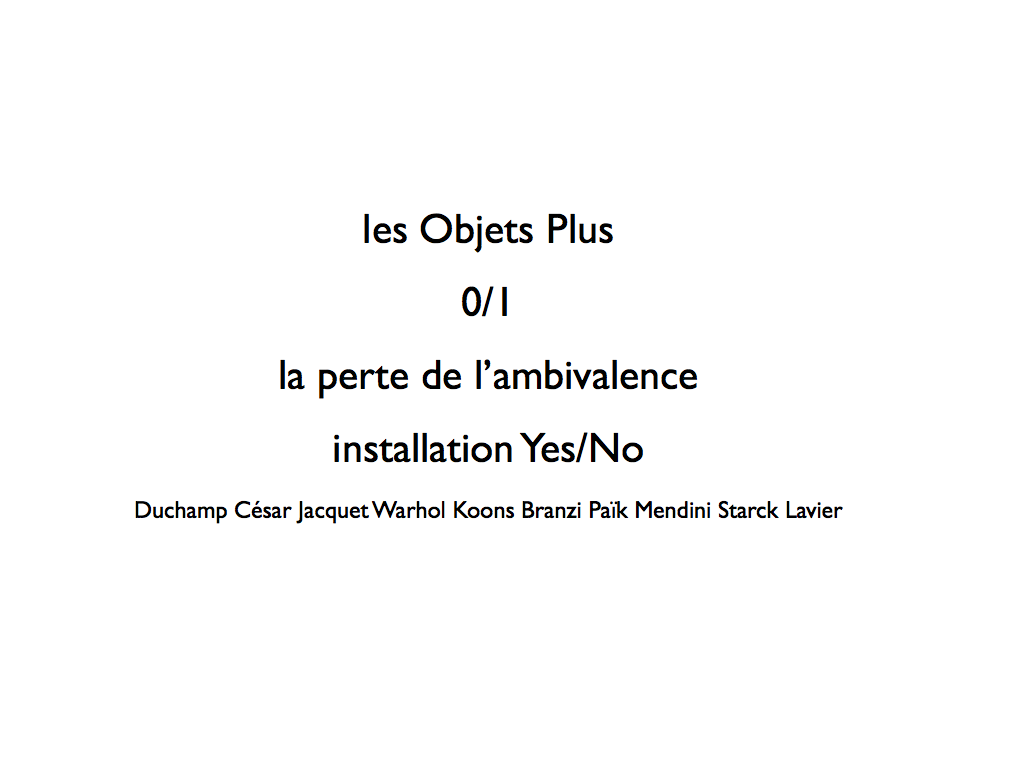 les Objets Plus
0/1
la perte de l’ambivalence
installation Yes/No
Duchamp César Jacquet Warhol Koons Branzi Païk Mendini Starck Lavier